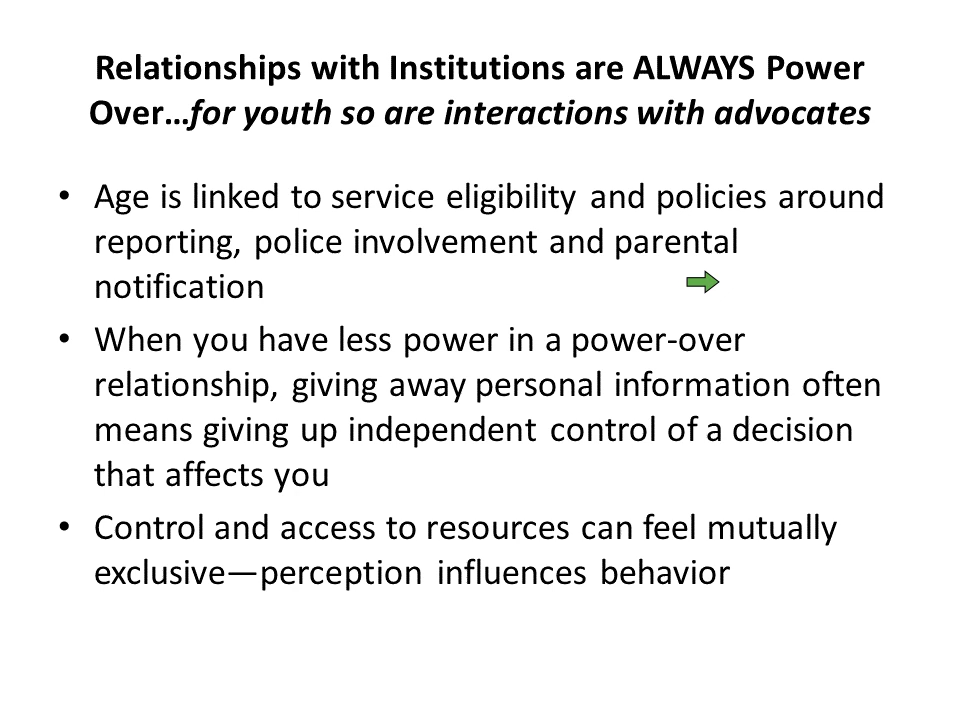 Relationships with Institutions are ALWAYS Power
Over…for youth so are interactions with advocates
• Age is linked to service eligibility and policies around
reporting, police involvement and parental
notification
• When you have less power in a power-over
relationship, giving away personal information often
means giving up independent control of a decision
that affects you
• Control and access to resources can feel mutually
exclusive—perception influences behavior